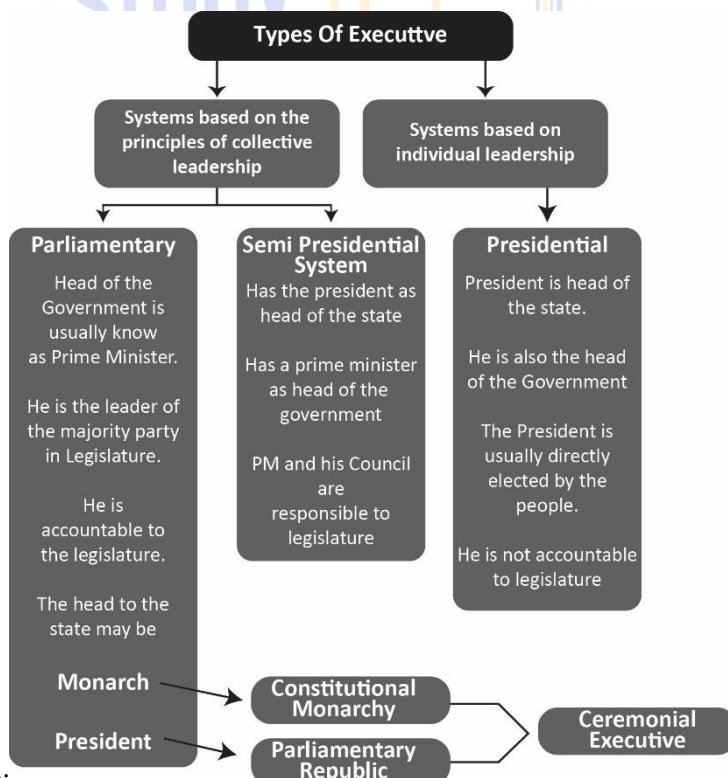 Types Of Executive
Systems based on the
principles of collective
leadership
Systems based on
individual leadership
Parliamentary
Head of the
Government is
usually know
as Prime Minister.
He is the leader of
the majority party
in Legislature.
He is
accountable to
the legislature.
The head to the
state may be
Monarch
President
Semi Presidential
System
Has the president as
head of the state
Has a prime minister
as head of the
government
PM and his Council
are
responsible to
legislature
Presidential
President is head of
the state.
He is also the head
of the Government
The President is
usually directly
elected by the
people.
He is not accountable
to legislature
Constitutional
Monarchy
Parliamentary
Republic
Ceremonial
Executive